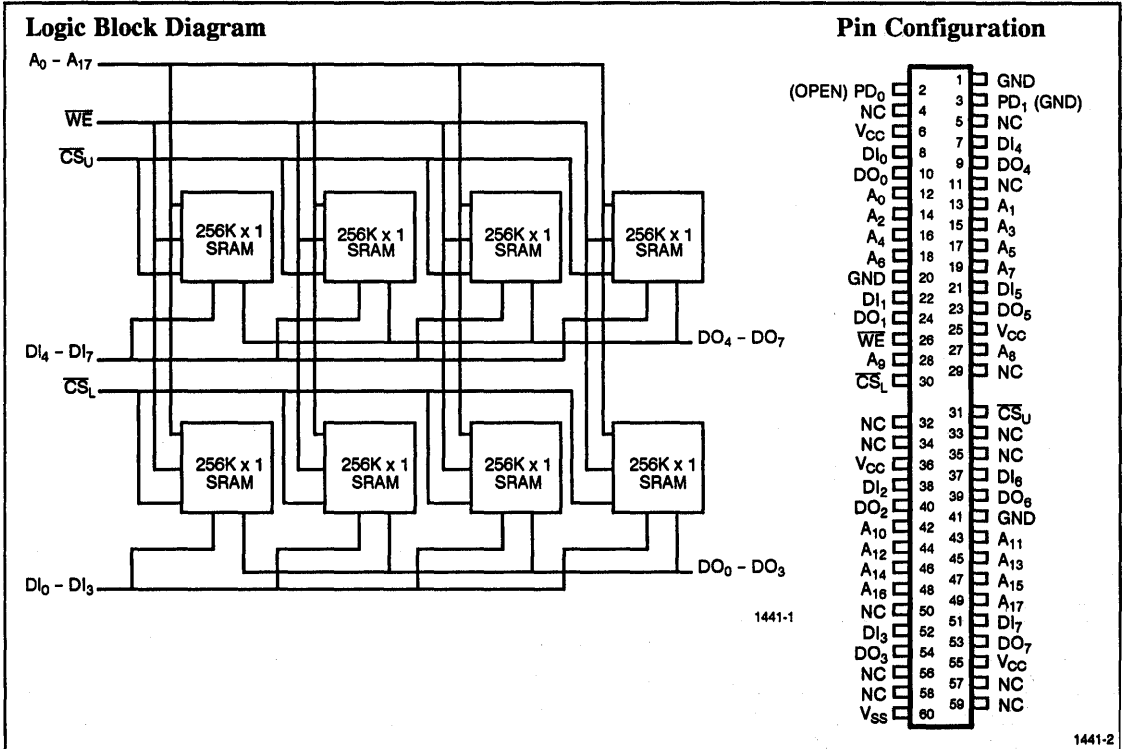 Logic Block Diagram
A0 – A17
WE
CSU
256K x 1
SRAM
256K x 1
SRAM
256K x 1
SRAM
256K x 1
SRAM
DI4 – DI7
DO4 – DO7
CSL
256K x 1
SRAM
256K x 1
SRAM
256K x 1
SRAM
256K x 1
SRAM
DI0 – DI3
DO0 – DO3
1441-1
Pin Configuration
1 GND
(OPEN) PD0 2
3 PD1 (GND)
NC 4
5 NC
VCC 6
7 DI4
DI0 8
9 DO4
DO0 10
11 NC
A0 12
13 A1
A2 14
15 A3
A4 16
17 A5
A6 18
19 A7
GND 20
21 DI5
DI1 22
23 DO5
DO1 24
25 VCC
WE 26
27 A8
A9 28
29 NC
CSL 30
31 CSU
NC 32
33 NC
NC 34
35 NC
VCC 36
37 DI6
DI2 38
39 DO6
DO2 40
41 GND
A10 42
43 A11
A12 44
45 A13
A14 46
47 A15
A16 48
49 A17
NC 50
51 DI7
DI3 52
53 DO7
DO3 54
55 VCC
NC 56
57 NC
NC 58
59 NC
VSS 60
1441-2